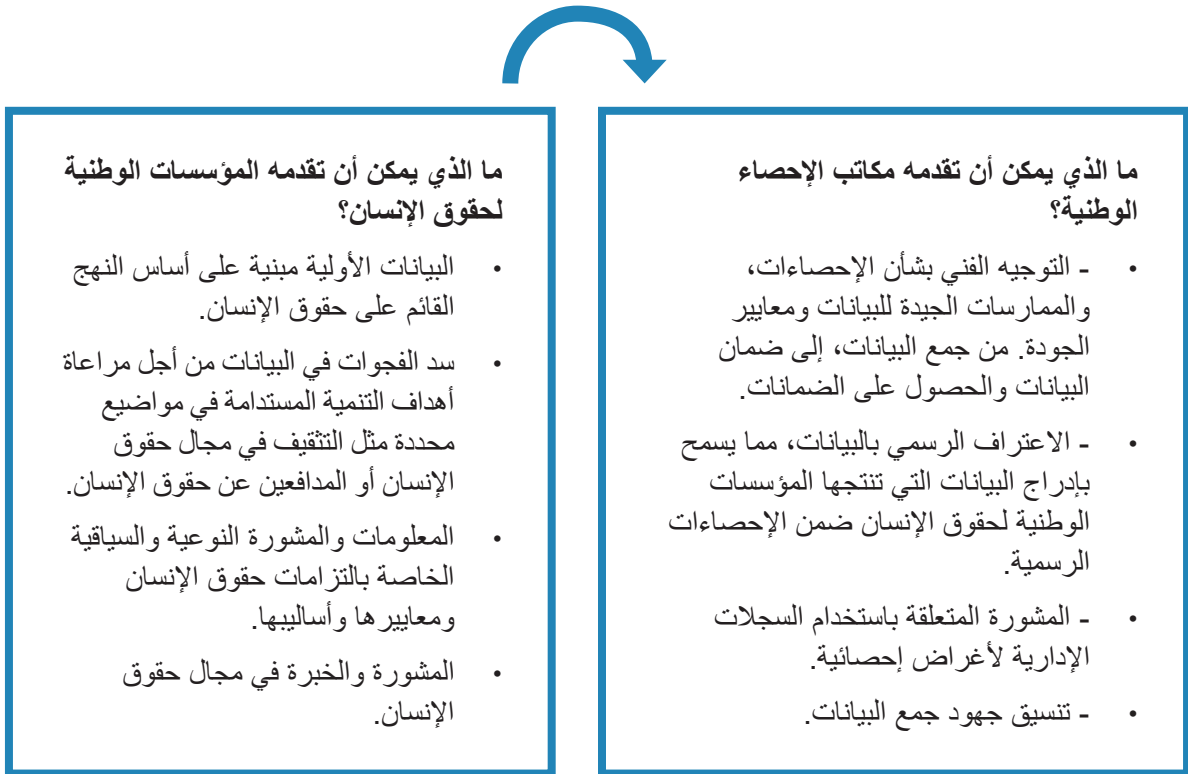 ما الذي يمكن أن تقدمه مكاتب الإحصاء
الوطنية؟
• - التوجيه الفني بشأن الإحصاءات،
والممارسات الجيدة للبيانات ومعايير
الجودة. من جمع البيانات، إلى ضمان
البيانات والحصول على الضمانات.
• - الاعتراف الرسمي بالبيانات، مما يسمح
بإدراج البيانات التي تنتجها المؤسسات
الوطنية لحقوق الإنسان ضمن الإحصاءات
الرسمية.
• - المشورة المتعلقة باستخدام السجلات
الإدارية لأغراض إحصائية.
• - تنسيق جهود جمع البيانات.
ما الذي يمكن أن تقدمه المؤسسات الوطنية
لحقوق الإنسان؟
• البيانات الأولية مبنية على أساس النهج
القائم على حقوق الإنسان.
• سد الفجوات في البيانات من أجل مراعاة
أهداف التنمية المستدامة في مواضيع
محددة مثل التثقيف في مجال حقوق
الإنسان أو المدافعين عن حقوق الإنسان.
• المعلومات والمشورة النوعية والسياقية
الخاصة بالتزامات حقوق الإنسان
ومعاييرها وأساليبها.
• المشورة والخبرة في مجال حقوق
الإنسان.